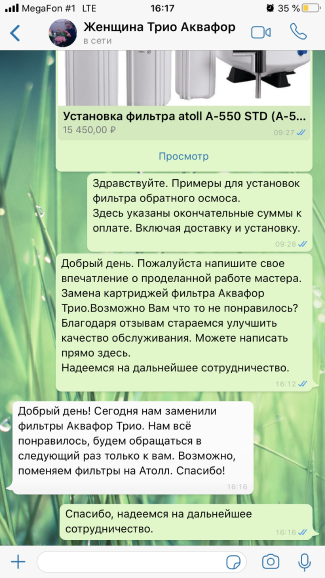 MegaFon #1 LTE 16:17 35 %
Женщина Трио Аквафор
в сети
Установка фильтра atoll A-550 STD (A-5...
15 450,00 ₽ 09:27
Просмотр
Здравствуйте. Примеры для установок
фильтра обратного осмоса.
Здесь указаны окончательные суммы к
оплате. Включая доставку и установку.
09:28
Добрый день. Пожалуйста напишите свое
впечатление о проделанной работе мастера.
Замена картриджей фильтра Аквафор
Трио.Возможно Вам что то не понравилось?
Благодаря отзывам стараемся улучшить
качество обслуживания. Можете написать
прямо здесь.
Надеемся на дальнейшее сотрудничество.
16:12
Добрый день! Сегодня нам заменили
фильтры Аквафор Трио. Нам всё
понравилось, будем обращаться в
следующий раз только к вам. Возможно,
поменяем фильтры на Атолл. Спасибо!
16:16
Спасибо, надеемся на дальнейшее
сотрудничество.
16:16